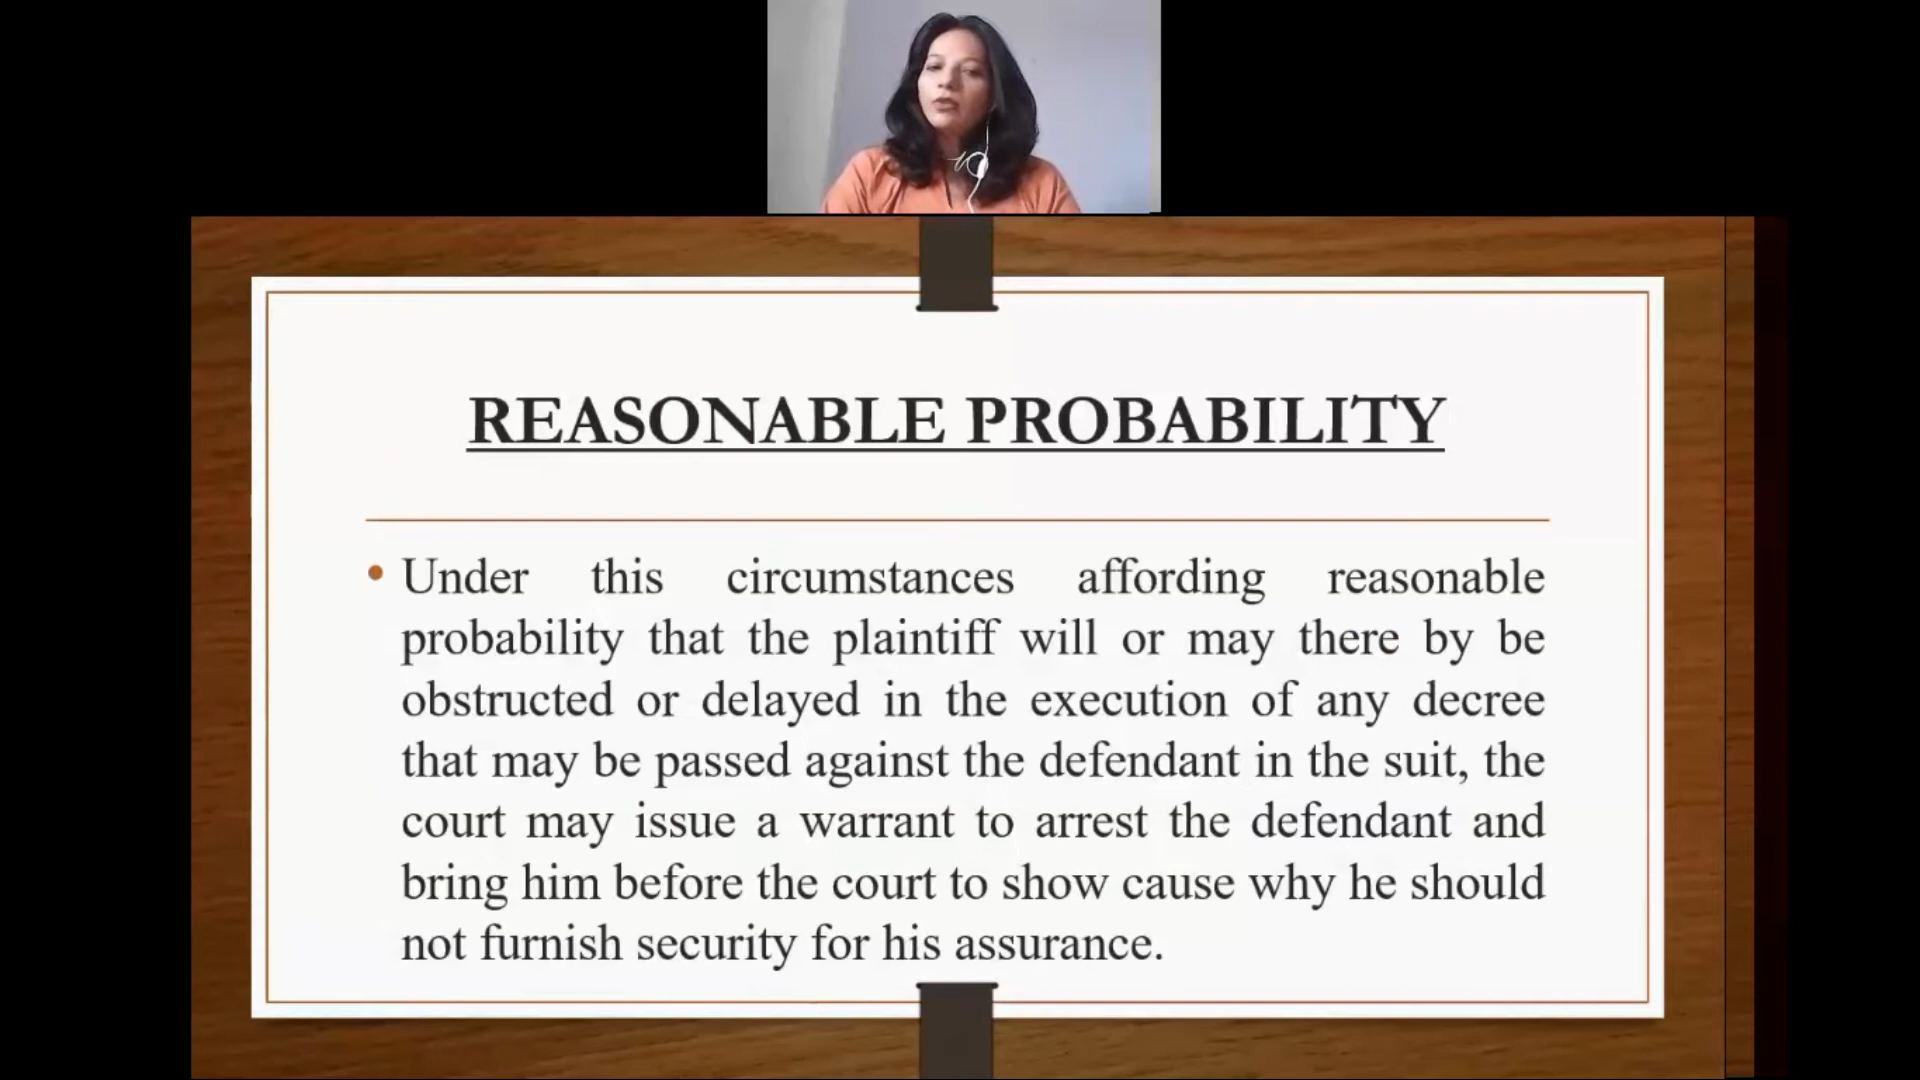 REASONABLE PROBABILITY
• Under this circumstances affording reasonable
probability that the plaintiff will or may there by be
obstructed or delayed in the execution of any decree
that may be passed against the defendant in the suit, the
court may issue a warrant to arrest the defendant and
bring him before the court to show cause why he should
not furnish security for his assurance.